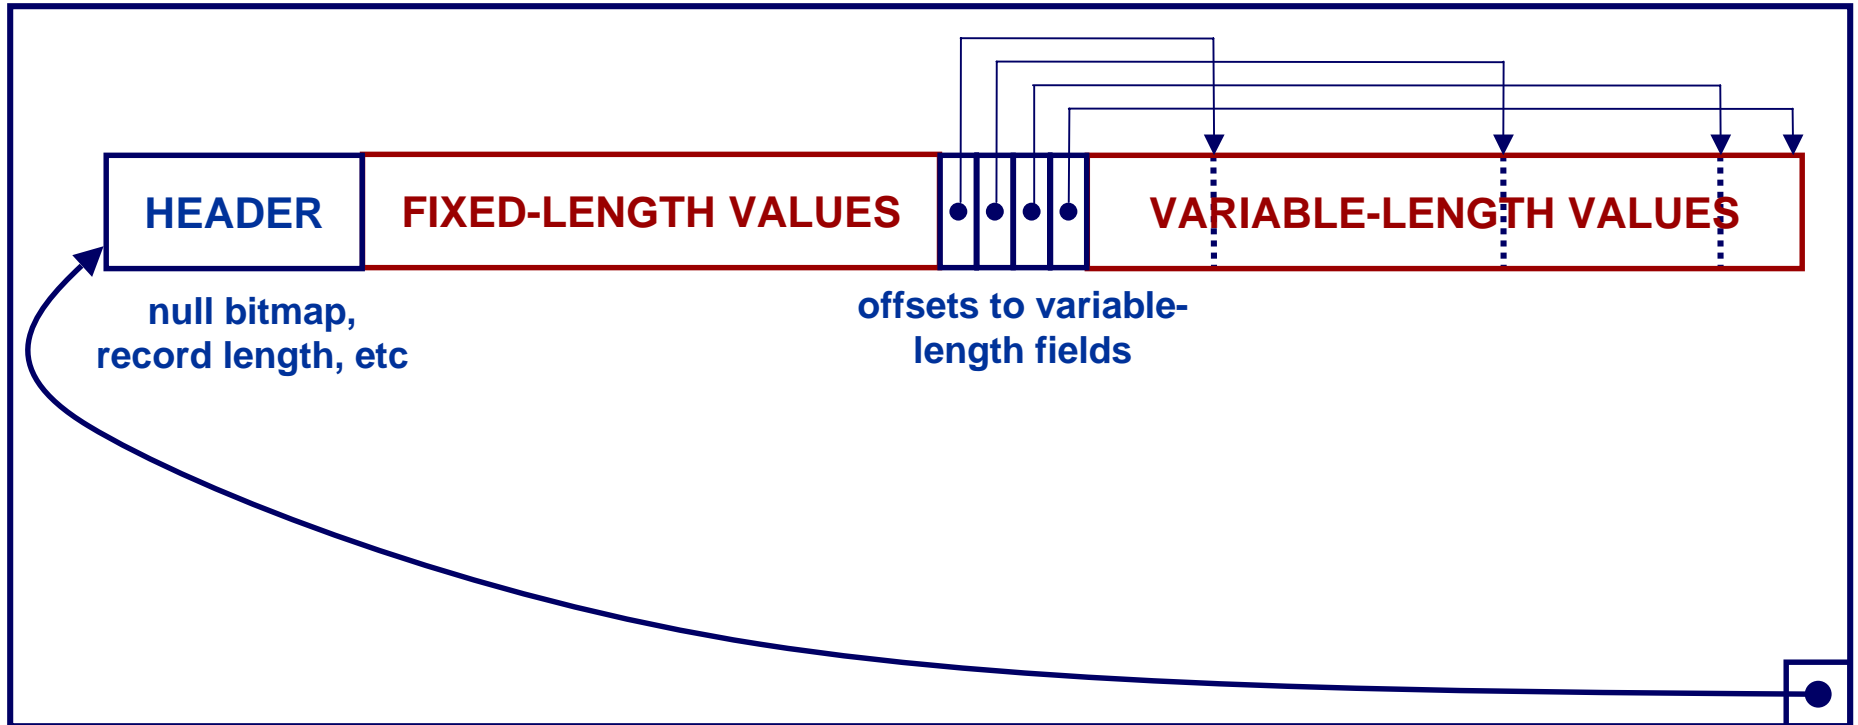 HEADER
FIXED-LENGTH VALUES
VARIABLE-LENGTH VALUES
null bitmap,
record length, etc
offsets to variable-
length fields